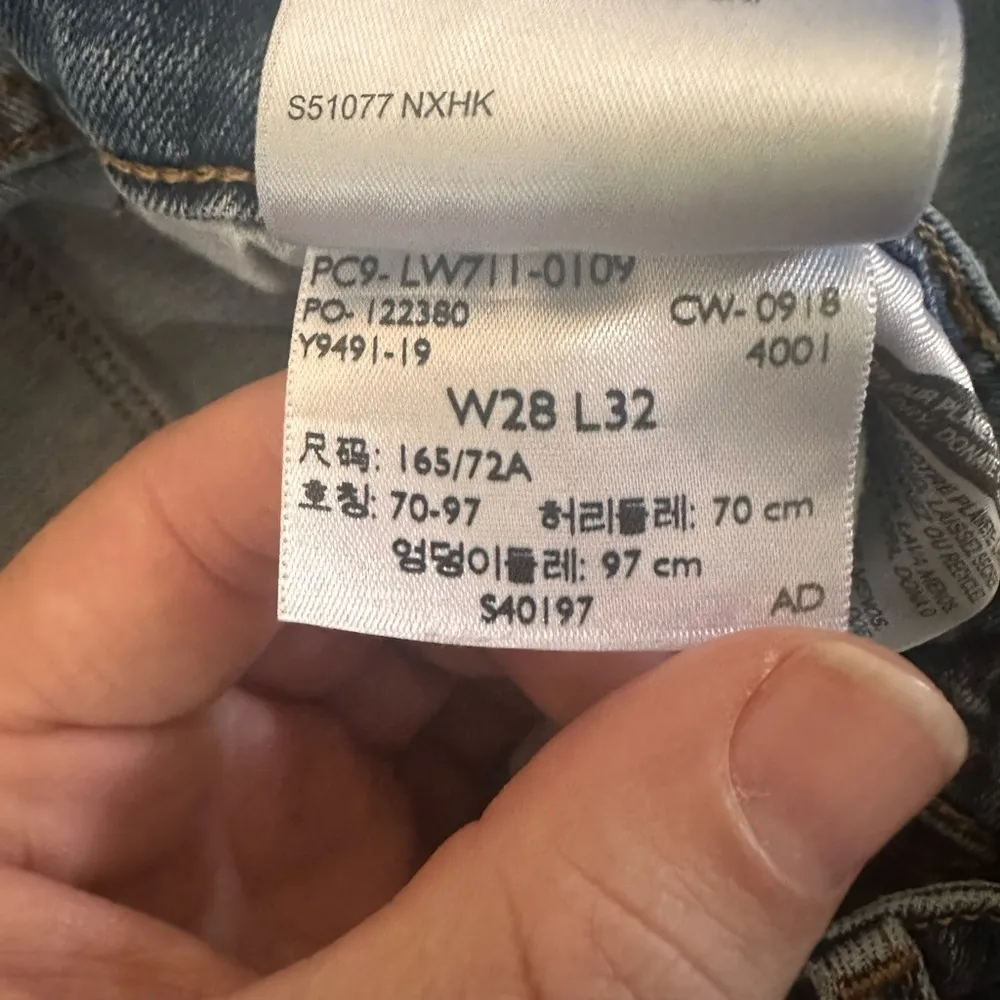 S51077 NXHK
PC9-LW711-0109
PO-122380 CW-0918
Y9491-19 4001
W28 L32
尺码: 165/72A
호칭: 70-97 허리둘레: 70 cm
엉덩이둘레: 97 cm
S40197 AD